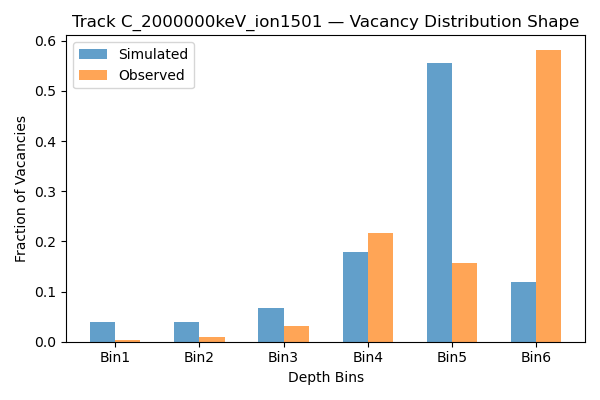 Track C_2000000keV_ion1501 — Vacancy Distribution Shape
Simulated
Observed
Fraction of Vacancies
0.6
0.5
0.4
0.3
0.2
0.1
0.0
Bin1 Bin2 Bin3 Bin4 Bin5 Bin6
Depth Bins